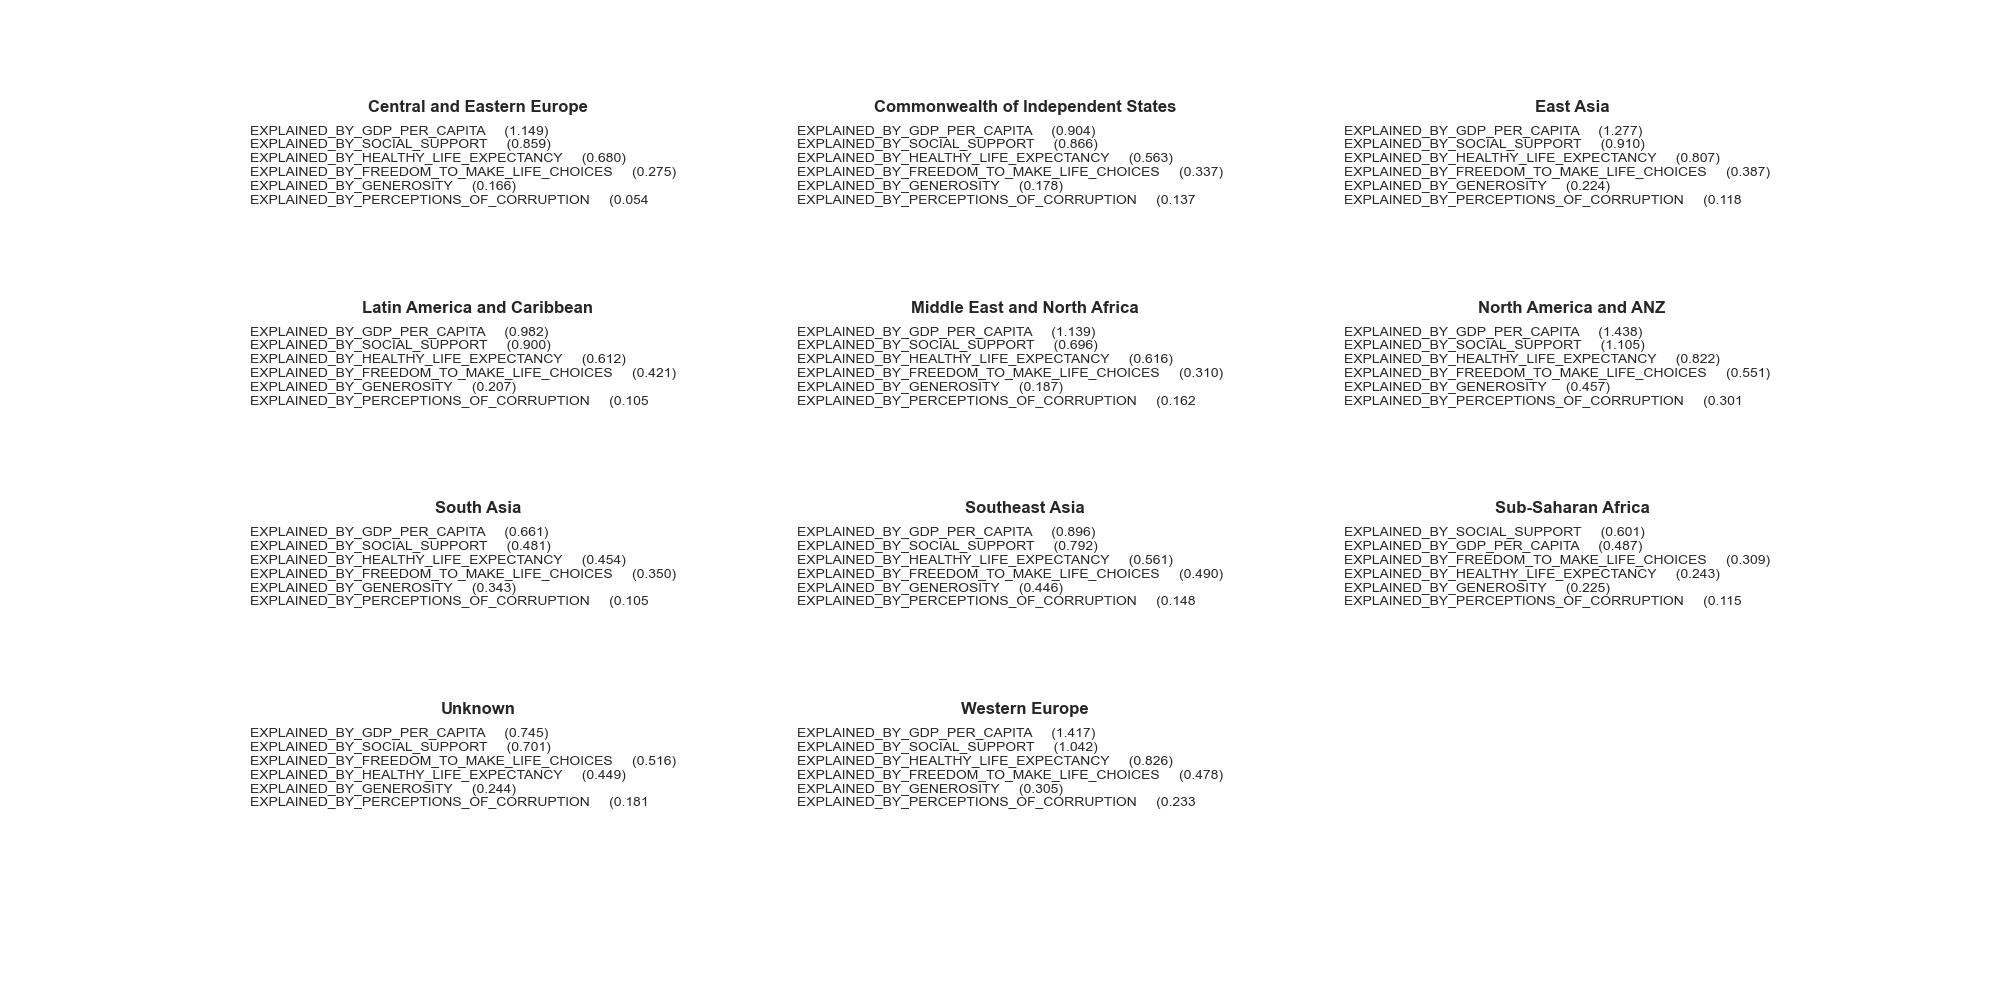 Central and Eastern Europe
EXPLAINED_BY_GDP_PER_CAPITA (1.149)
EXPLAINED_BY_SOCIAL_SUPPORT (0.859)
EXPLAINED_BY_HEALTHY_LIFE_EXPECTANCY (0.680)
EXPLAINED_BY_FREEDOM_TO_MAKE_LIFE_CHOICES (0.275)
EXPLAINED_BY_GENEROSITY (0.166)
EXPLAINED_BY_PERCEPTIONS_OF_CORRUPTION (0.054
Commonwealth of Independent States
EXPLAINED_BY_GDP_PER_CAPITA (0.904)
EXPLAINED_BY_SOCIAL_SUPPORT (0.866)
EXPLAINED_BY_HEALTHY_LIFE_EXPECTANCY (0.563)
EXPLAINED_BY_FREEDOM_TO_MAKE_LIFE_CHOICES (0.337)
EXPLAINED_BY_GENEROSITY (0.178)
EXPLAINED_BY_PERCEPTIONS_OF_CORRUPTION (0.137
East Asia
EXPLAINED_BY_GDP_PER_CAPITA (1.277)
EXPLAINED_BY_SOCIAL_SUPPORT (0.910)
EXPLAINED_BY_HEALTHY_LIFE_EXPECTANCY (0.807)
EXPLAINED_BY_FREEDOM_TO_MAKE_LIFE_CHOICES (0.387)
EXPLAINED_BY_GENEROSITY (0.224)
EXPLAINED_BY_PERCEPTIONS_OF_CORRUPTION (0.118
Latin America and Caribbean
EXPLAINED_BY_GDP_PER_CAPITA (0.982)
EXPLAINED_BY_SOCIAL_SUPPORT (0.900)
EXPLAINED_BY_HEALTHY_LIFE_EXPECTANCY (0.612)
EXPLAINED_BY_FREEDOM_TO_MAKE_LIFE_CHOICES (0.421)
EXPLAINED_BY_GENEROSITY (0.207)
EXPLAINED_BY_PERCEPTIONS_OF_CORRUPTION (0.105
Middle East and North Africa
EXPLAINED_BY_GDP_PER_CAPITA (1.139)
EXPLAINED_BY_SOCIAL_SUPPORT (0.696)
EXPLAINED_BY_HEALTHY_LIFE_EXPECTANCY (0.616)
EXPLAINED_BY_FREEDOM_TO_MAKE_LIFE_CHOICES (0.310)
EXPLAINED_BY_GENEROSITY (0.187)
EXPLAINED_BY_PERCEPTIONS_OF_CORRUPTION (0.162
North America and ANZ
EXPLAINED_BY_GDP_PER_CAPITA (1.438)
EXPLAINED_BY_SOCIAL_SUPPORT (1.105)
EXPLAINED_BY_HEALTHY_LIFE_EXPECTANCY (0.822)
EXPLAINED_BY_FREEDOM_TO_MAKE_LIFE_CHOICES (0.551)
EXPLAINED_BY_GENEROSITY (0.457)
EXPLAINED_BY_PERCEPTIONS_OF_CORRUPTION (0.301
South Asia
EXPLAINED_BY_GDP_PER_CAPITA (0.661)
EXPLAINED_BY_SOCIAL_SUPPORT (0.481)
EXPLAINED_BY_HEALTHY_LIFE_EXPECTANCY (0.454)
EXPLAINED_BY_FREEDOM_TO_MAKE_LIFE_CHOICES (0.350)
EXPLAINED_BY_GENEROSITY (0.343)
EXPLAINED_BY_PERCEPTIONS_OF_CORRUPTION (0.105
Southeast Asia
EXPLAINED_BY_GDP_PER_CAPITA (0.896)
EXPLAINED_BY_SOCIAL_SUPPORT (0.792)
EXPLAINED_BY_HEALTHY_LIFE_EXPECTANCY (0.561)
EXPLAINED_BY_FREEDOM_TO_MAKE_LIFE_CHOICES (0.490)
EXPLAINED_BY_GENEROSITY (0.446)
EXPLAINED_BY_PERCEPTIONS_OF_CORRUPTION (0.148
Sub-Saharan Africa
EXPLAINED_BY_SOCIAL_SUPPORT (0.601)
EXPLAINED_BY_GDP_PER_CAPITA (0.487)
EXPLAINED_BY_FREEDOM_TO_MAKE_LIFE_CHOICES (0.309)
EXPLAINED_BY_HEALTHY_LIFE_EXPECTANCY (0.243)
EXPLAINED_BY_GENEROSITY (0.225)
EXPLAINED_BY_PERCEPTIONS_OF_CORRUPTION (0.115
Unknown
EXPLAINED_BY_GDP_PER_CAPITA (0.745)
EXPLAINED_BY_SOCIAL_SUPPORT (0.701)
EXPLAINED_BY_FREEDOM_TO_MAKE_LIFE_CHOICES (0.516)
EXPLAINED_BY_HEALTHY_LIFE_EXPECTANCY (0.449)
EXPLAINED_BY_GENEROSITY (0.244)
EXPLAINED_BY_PERCEPTIONS_OF_CORRUPTION (0.181
Western Europe
EXPLAINED_BY_GDP_PER_CAPITA (1.417)
EXPLAINED_BY_SOCIAL_SUPPORT (1.042)
EXPLAINED_BY_HEALTHY_LIFE_EXPECTANCY (0.826)
EXPLAINED_BY_FREEDOM_TO_MAKE_LIFE_CHOICES (0.478)
EXPLAINED_BY_GENEROSITY (0.305)
EXPLAINED_BY_PERCEPTIONS_OF_CORRUPTION (0.233